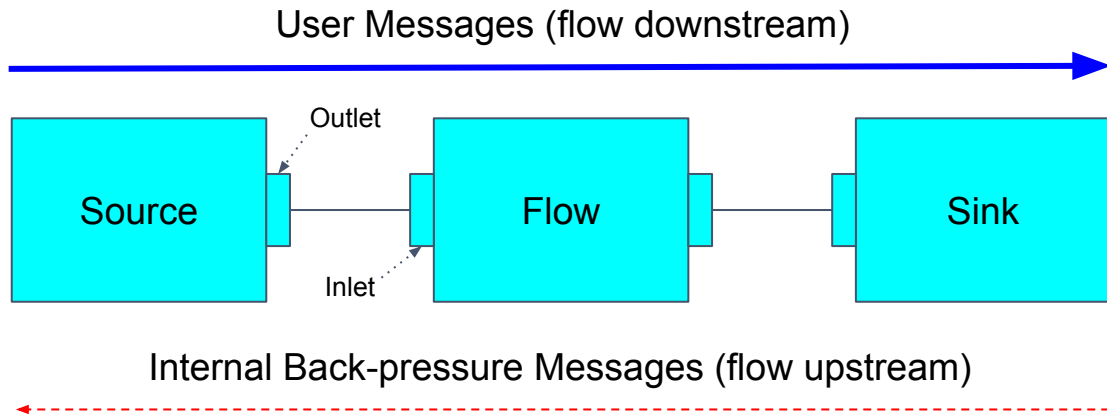 User Messages (flow downstream)
Outlet
Source
Flow
Sink
Inlet
Internal Back-pressure Messages (flow upstream)